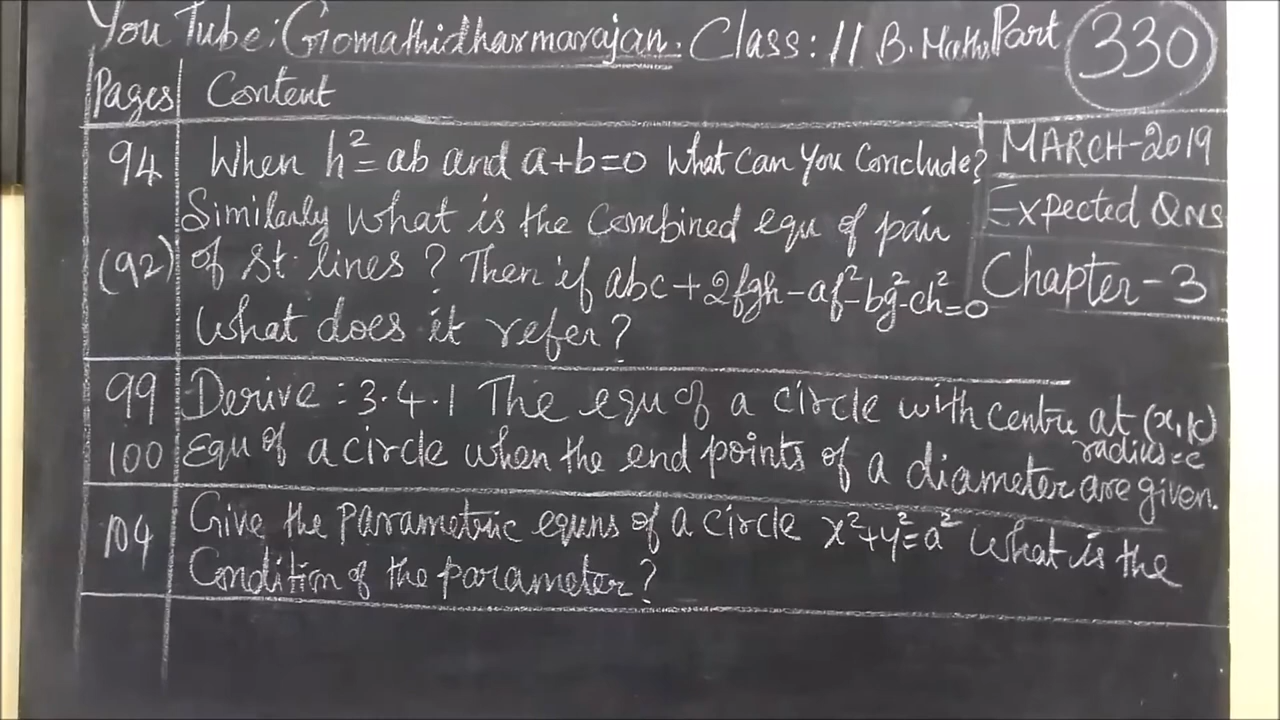 You Tube: Gomathidharmarajan. Class: 11 B. Maths Part 330
Pages Content
94 When h²=ab and a+b=0 What Can You Conclude? MARCH-2019
Similarly What is the Combined equ of pair Expected QNS
(92) of St. lines ? Then if abc+2fgh-af²-bg²-ch²=0 Chapter-3
What does it refer?
99 Derive : 3.4.1 The equ of a circle with centre at (x,k)
radius=c
100 Equ of a circle when the end points of a diameter are given.
104 Give the parametric equns of a circle x²+y²=a² What is the
Condition of the parameter?